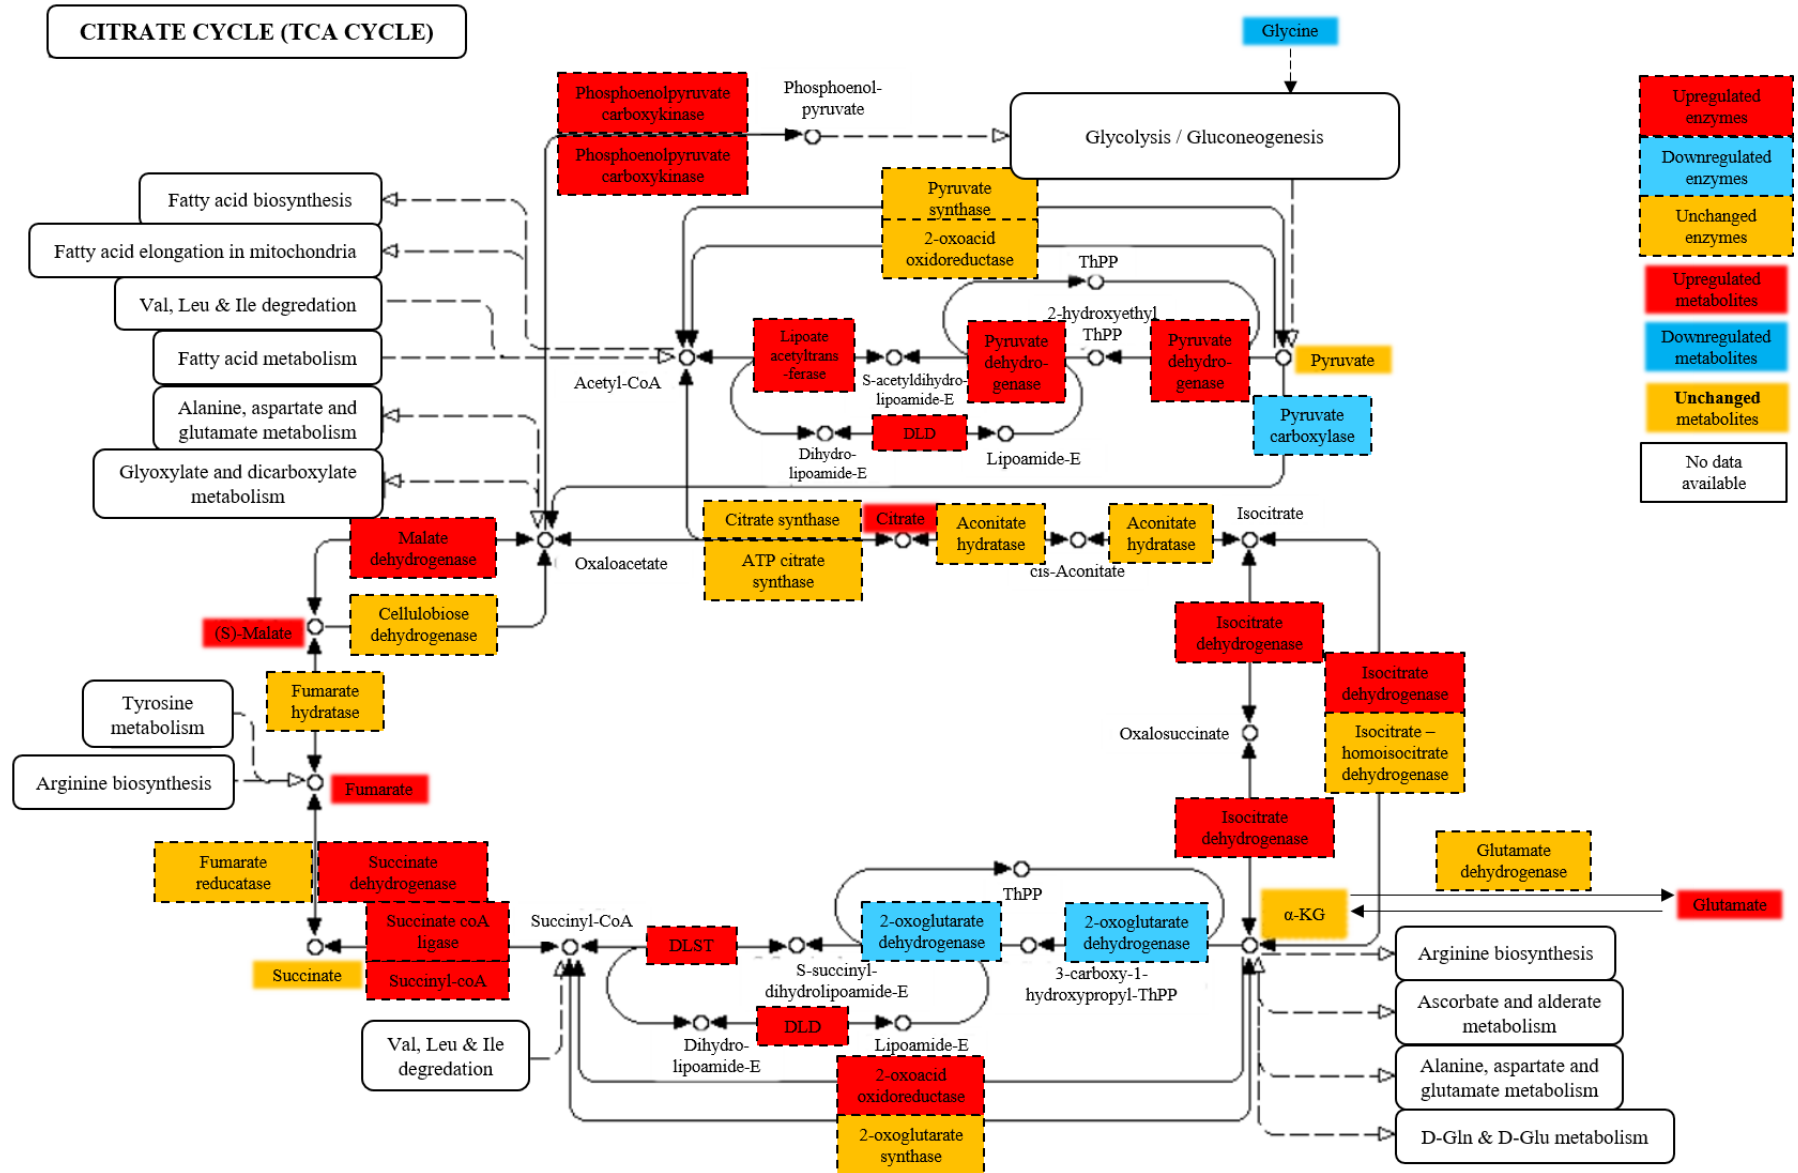 CITRATE CYCLE (TCA CYCLE)
Glycine
Phosphoenolpyruvate
carboxykinase
Phosphoenolpyruvate
carboxykinase
Phosphoenol-
pyruvate
Glycolysis / Gluconeogenesis
Upregulated
enzymes
Downregulated
enzymes
Unchanged
enzymes
Upregulated
metabolites
Downregulated
metabolites
Unchanged
metabolites
No data
available
Fatty acid biosynthesis
Fatty acid elongation in mitochondria
Val, Leu & Ile degredation
Fatty acid metabolism
Alanine, aspartate and
glutamate metabolism
Glyoxylate and dicarboxylate
metabolism
Pyruvate
synthase
2-oxoacid
oxidoreductase
ThPP
2-hydroxyethyl
ThPP
Lipoate
acetyltrans
-ferase
Pyruvate
dehydro-
genase
Pyruvate
dehydro-
genase
Pyruvate
Acetyl-CoA
S-acetyldihydro-
lipoamide-E
Pyruvate
carboxylase
DLD
Dihydro-
lipoamide-E
Lipoamide-E
Malate
dehydrogenase
Oxaloacetate
Citrate synthase
ATP citrate
synthase
Citrate
Aconitate
hydratase
cis-Aconitate
Aconitate
hydratase
Isocitrate
(S)-Malate
Cellulobiose
dehydrogenase
Isocitrate
dehydrogenase
Isocitrate
dehydrogenase
Isocitrate –
homoisocitrate
dehydrogenase
Fumarate
hydratase
Tyrosine
metabolism
Arginine biosynthesis
Fumarate
Oxalosuccinate
Isocitrate
dehydrogenase
Glutamate
dehydrogenase
Fumarate
reducatase
Succinate
dehydrogenase
ThPP
α-KG
Glutamate
Succinate coA
ligase
Succinyl-coA
Succinyl-CoA
DLST
2-oxoglutarate
dehydrogenase
2-oxoglutarate
dehydrogenase
Succinate
S-succinyl-
dihydrolipoamide-E
3-carboxy-1-
hydroxypropyl-ThPP
Arginine biosynthesis
Ascorbate and alderate
metabolism
Alanine, aspartate and
glutamate metabolism
D-Gln & D-Glu metabolism
Val, Leu & Ile
degredation
DLD
Dihydro-
lipoamide-E
Lipoamide-E
2-oxoacid
oxidoreductase
2-oxoglutarate
synthase